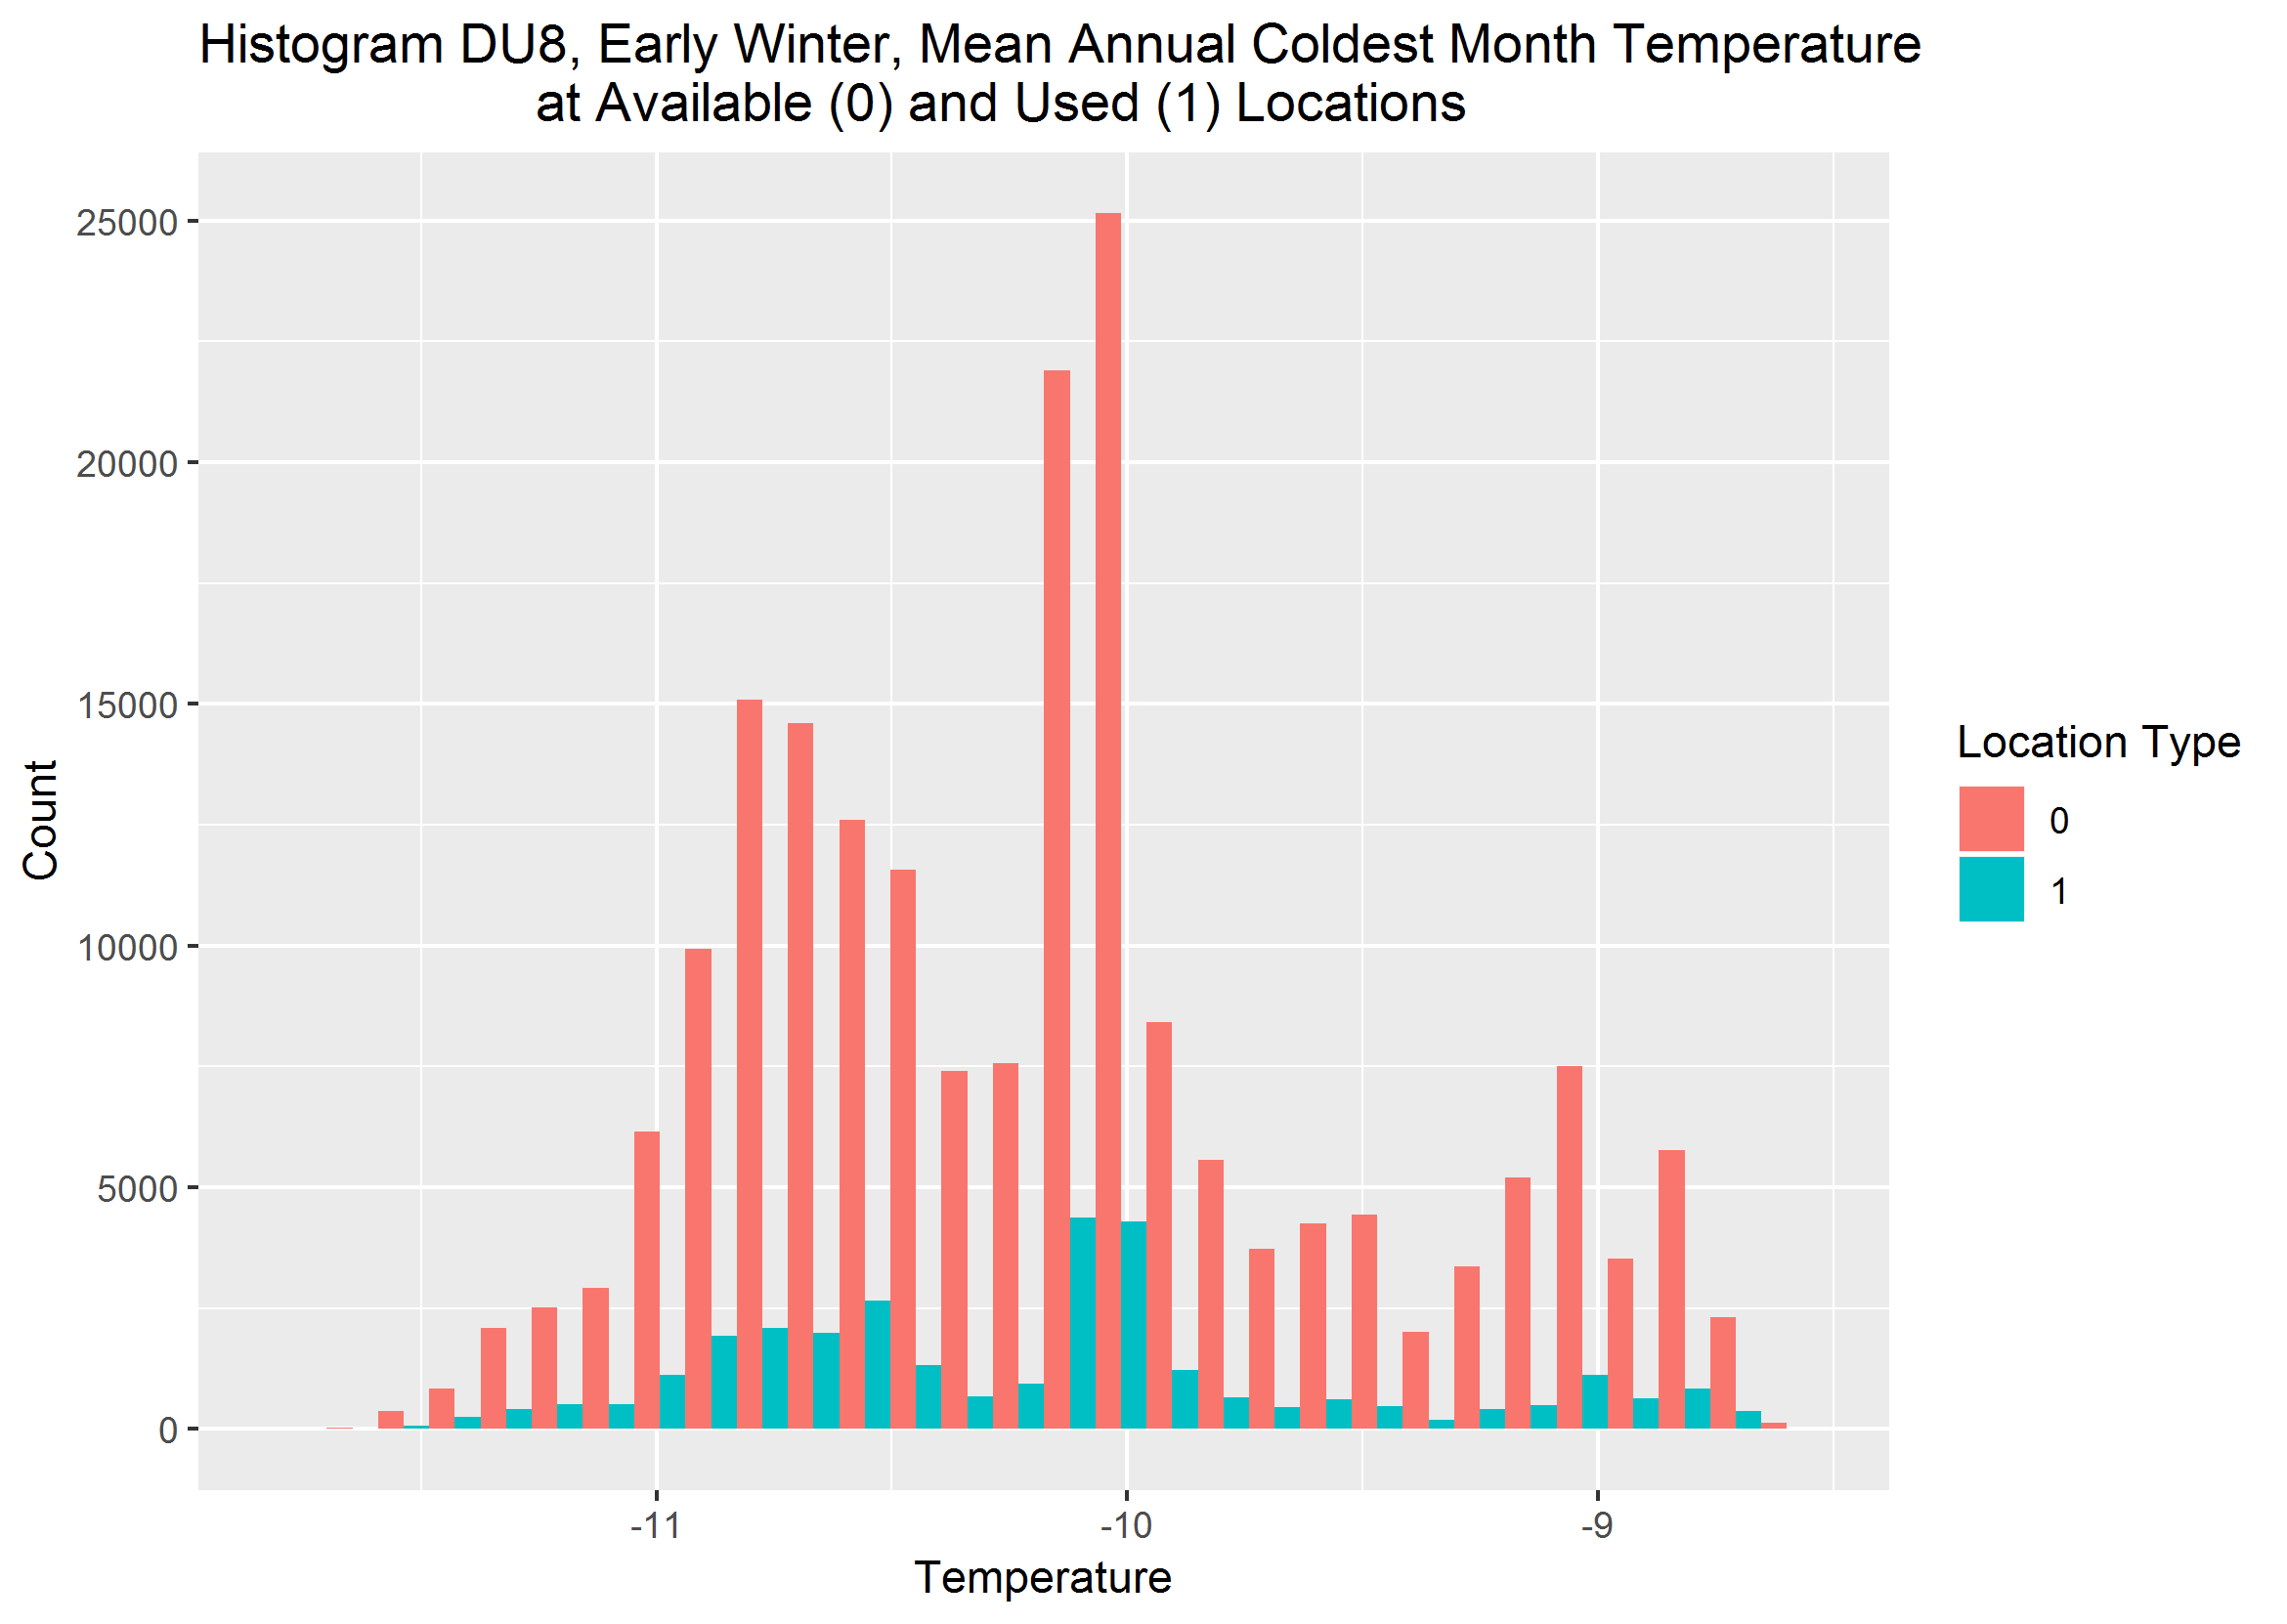 Histogram DU8, Early Winter, Mean Annual Coldest Month Temperature
at Available (0) and Used (1) Locations
25000
20000
15000
10000
5000
0
Count
-11
-10
-9
Temperature
Location Type
0
1